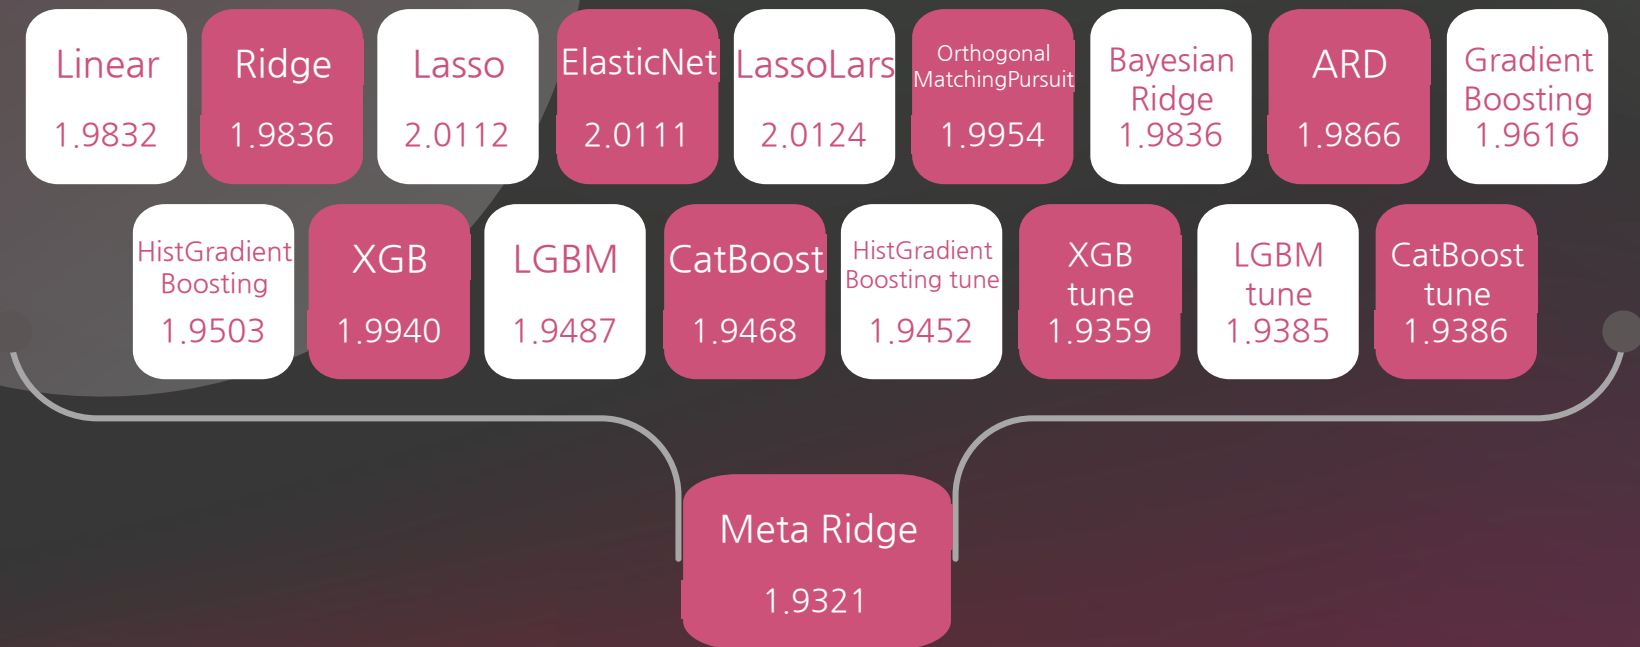 Linear
1.9832
Ridge
1.9836
Lasso
2.0112
ElasticNet
2.0111
LassoLars
2.0124
Orthogonal
MatchingPursuit
1.9954
Bayesian
Ridge
1.9836
ARD
1.9866
Gradient
Boosting
1.9616
HistGradient
Boosting
1.9503
XGB
1.9940
LGBM
1.9487
CatBoost
1.9468
HistGradient
Boosting tune
1.9452
XGB
tune
1.9359
LGBM
tune
1.9385
CatBoost
tune
1.9386
Meta Ridge
1.9321